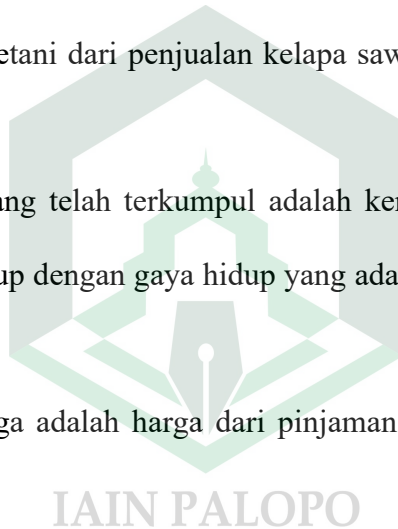 etani dari penjualan kelapa saw
ang telah terkumpul adalah ker
up dengan gaya hidup yang ada
ga adalah harga dari pinjaman
IAIN PALOPO